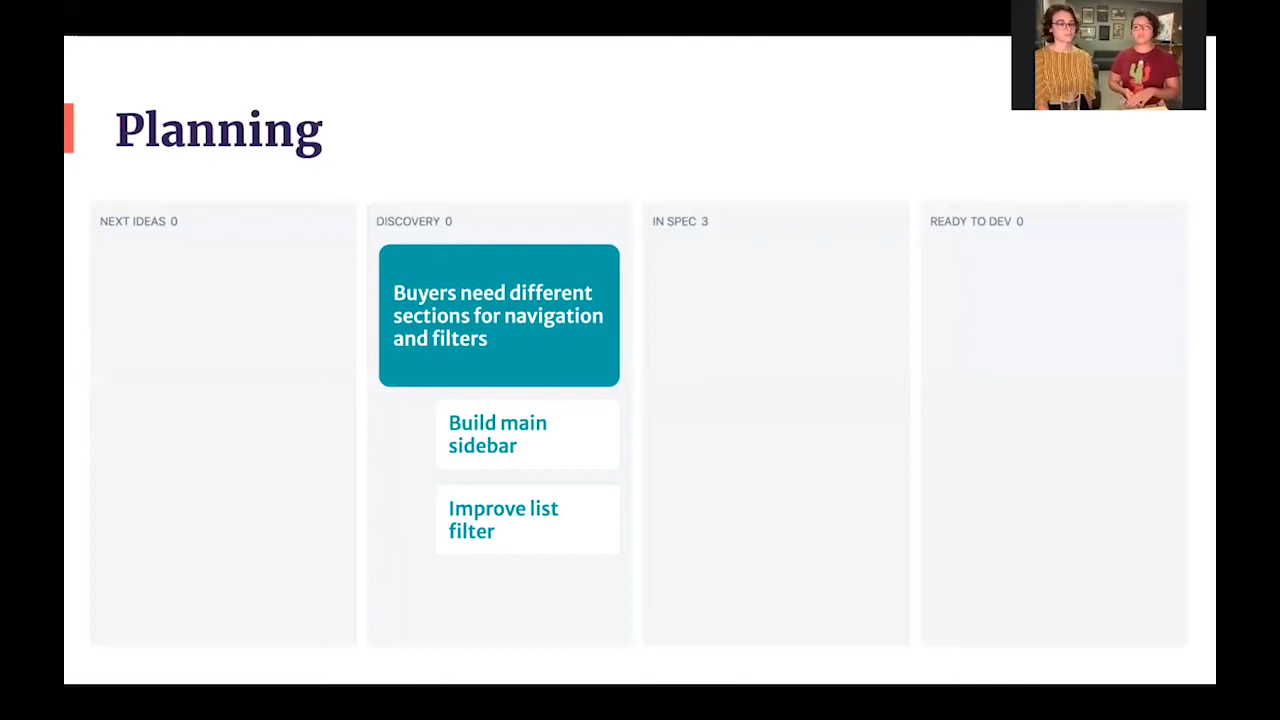 Planning
NEXT IDEAS 0
DISCOVERY 0
IN SPEC 3
READY TO DEV 0
Buyers need different
sections for navigation
and filters
Build main
sidebar
Improve list
filter